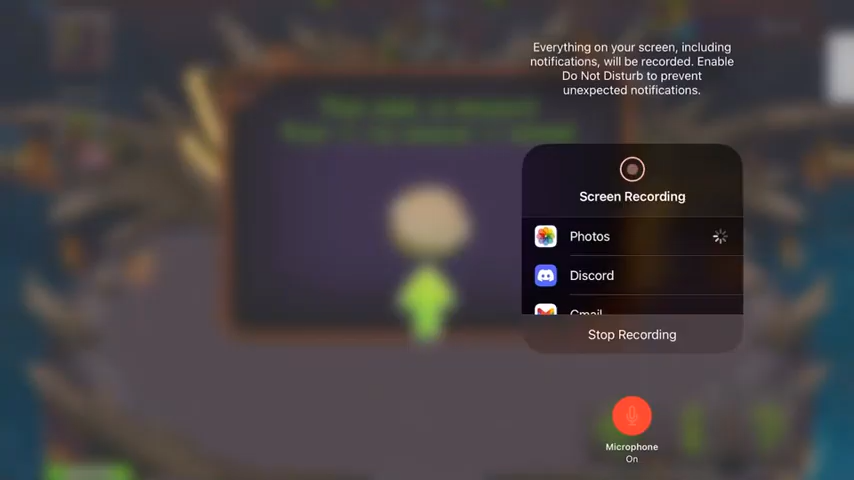 Everything on your screen, including
notifications, will be recorded. Enable
Do Not Disturb to prevent
unexpected notifications.
Screen Recording
Photos
Discord
Gmail
Stop Recording
Microphone
On